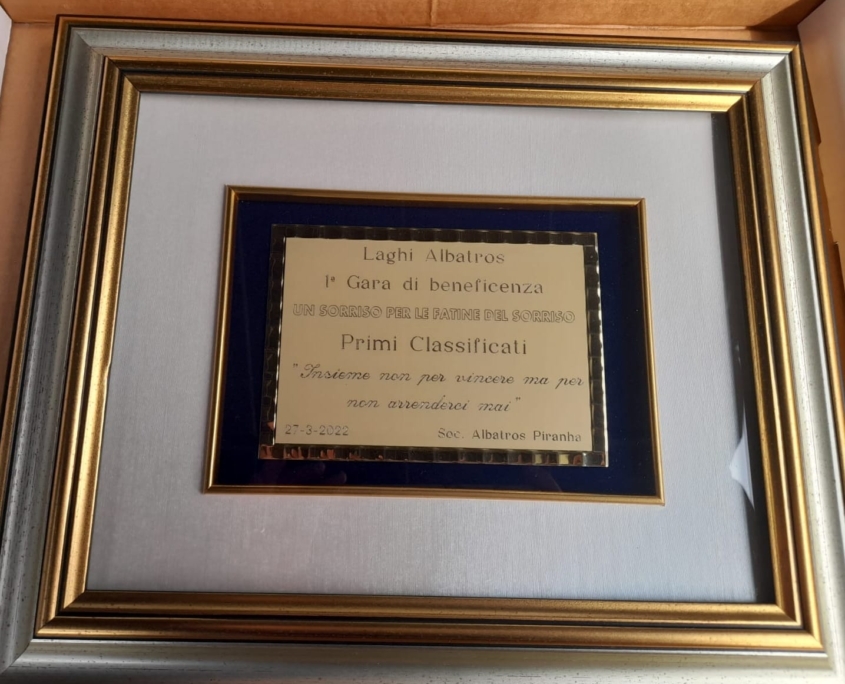 Laghi Albatros
1ª Gara di beneficenza
UN SORRISO PER LE FATINE DEL SORRISO
Primi Classificati
"Insieme non per vincere ma per
non arrenderci mai"
27-3-2022 Soc. Albatros Piranha